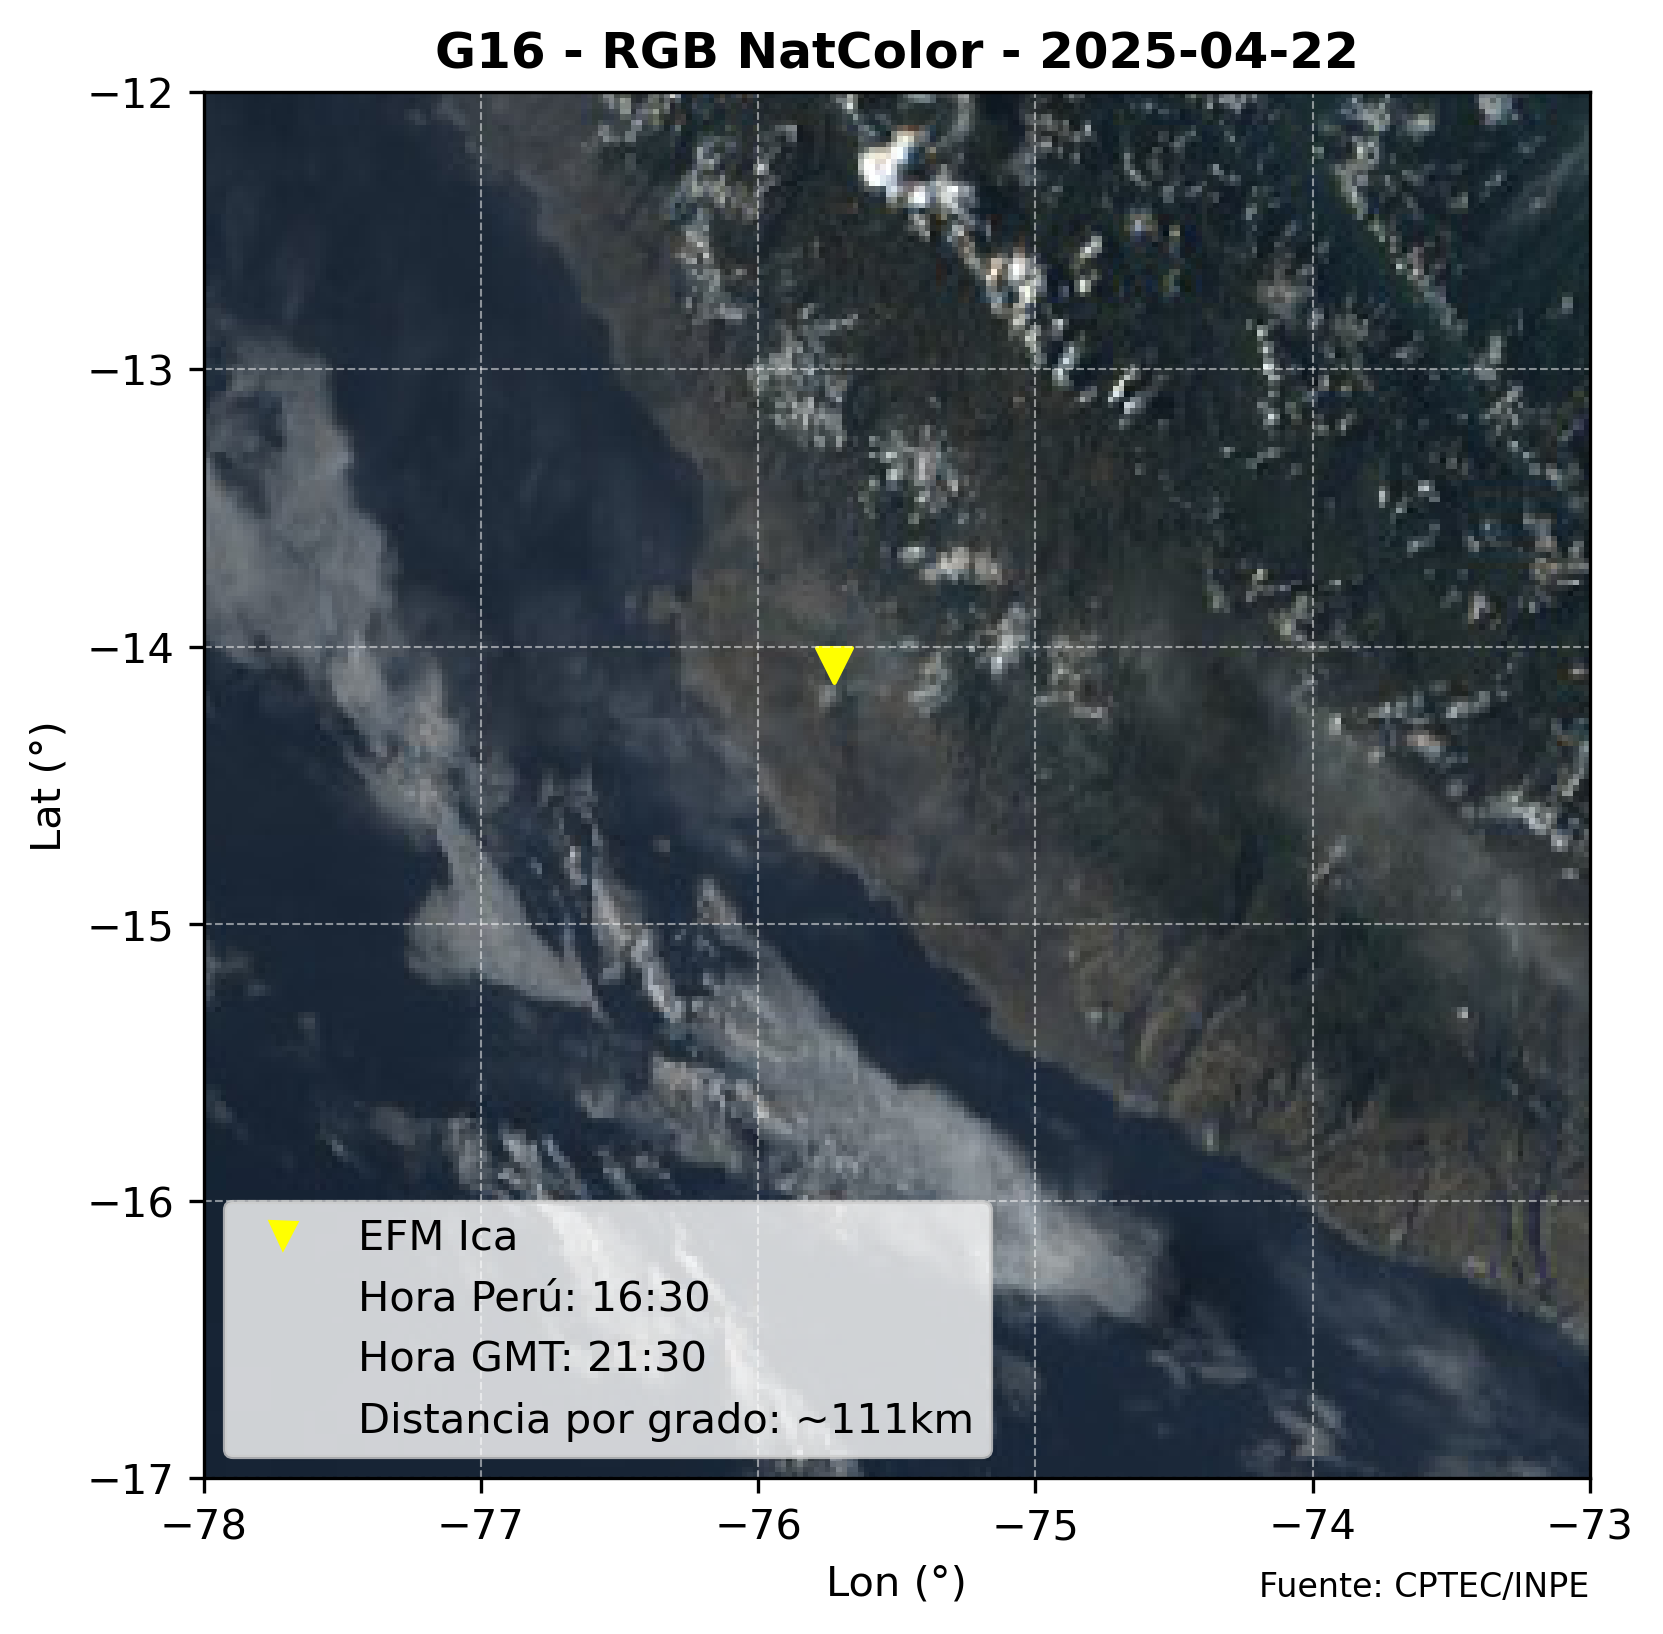 G16 - RGB NatColor - 2025-04-22
−12
−13
−14
−15
−16
−17
Lat (°)
EFM Ica
Hora Perú: 16:30
Hora GMT: 21:30
Distancia por grado: ~111km
−78
−77
−76
−75
−74
−73
Lon (°)
Fuente: CPTEC/INPE